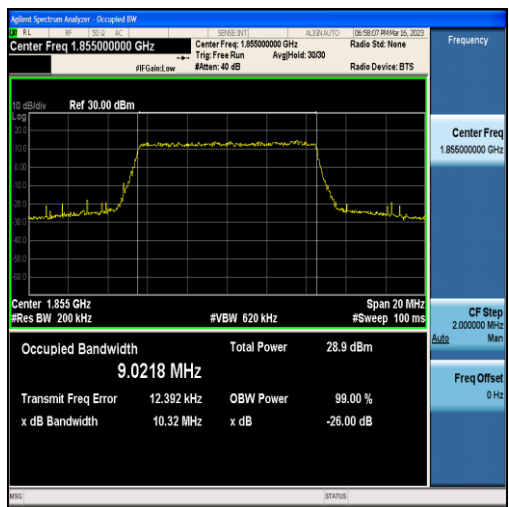 Agilent Spectrum Analyzer - Occupied BW
RL RF 50 Ω AC SENSE:INT ALIGN AUTO 06:58:07 PM Mar 16, 2023
Center Freq 1.855000000 GHz Center Freq: 1.855000000 GHz Radio Std: None
Trig: Free Run Avg|Hold: 30/30
#IFGain:Low #Atten: 40 dB Radio Device: BTS
Frequency
10 dB/div Ref 30.00 dBm
Log
20.0
10.0
0.00
-10.0
-20.0
-30.0
-40.0
-50.0
-60.0
Center Freq
1.855000000 GHz
Center 1.855 GHz Span 20 MHz
#Res BW 200 kHz #VBW 620 kHz #Sweep 100 ms
CF Step
2.000000 MHz
Auto Man
Occupied Bandwidth Total Power 28.9 dBm
9.0218 MHz
Transmit Freq Error 12.392 kHz OBW Power 99.00 %
x dB Bandwidth 10.32 MHz x dB -26.00 dB
Freq Offset
0 Hz
MSG STATUS